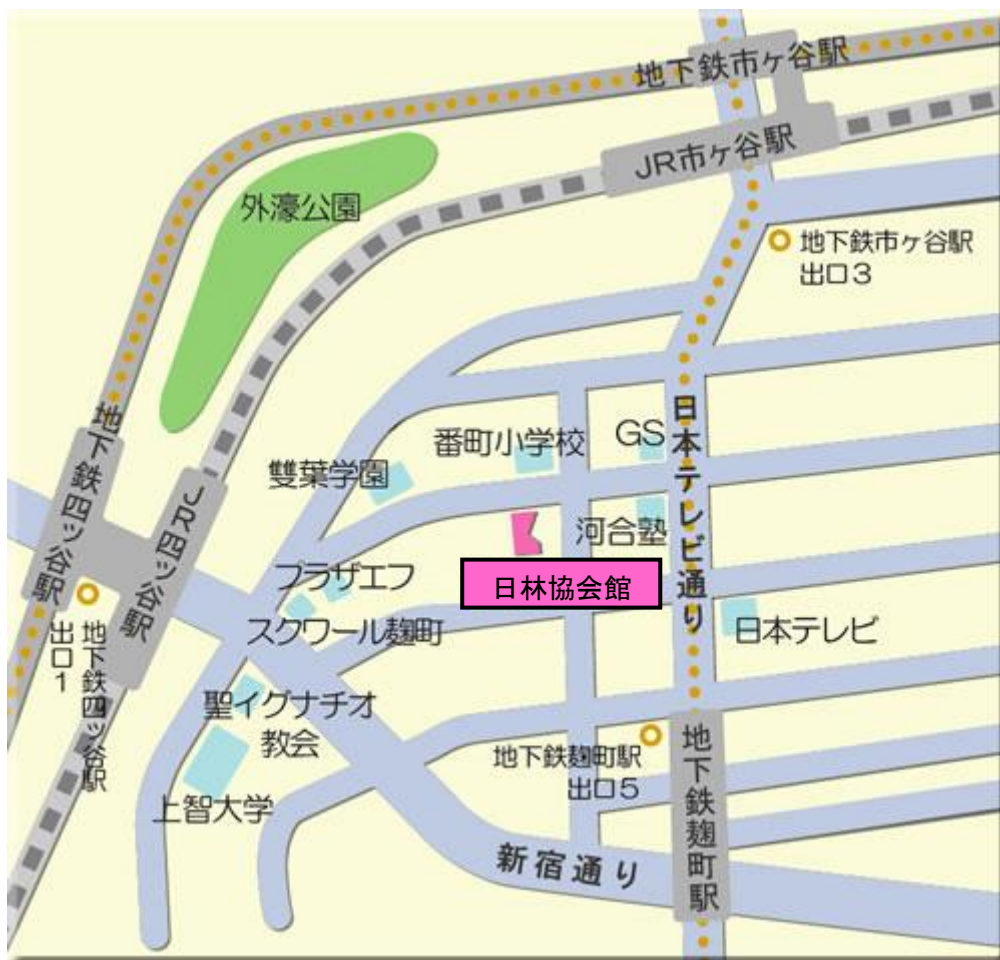 地下鉄市ヶ谷駅
JR市ヶ谷駅
外濠公園
地下鉄市ヶ谷駅
出口3
日本テレビ通り
地下鉄四ッ谷駅
JR四ッ谷駅
番町小学校
GS
雙葉学園
河合塾
プラザエフ
日林協会館
スクワール麹町
日本テレビ
地下鉄四ッ谷駅
出口1
聖イグナチオ
教会
地下鉄麹町駅
出口5
地下鉄麹町駅
上智大学
新宿通り